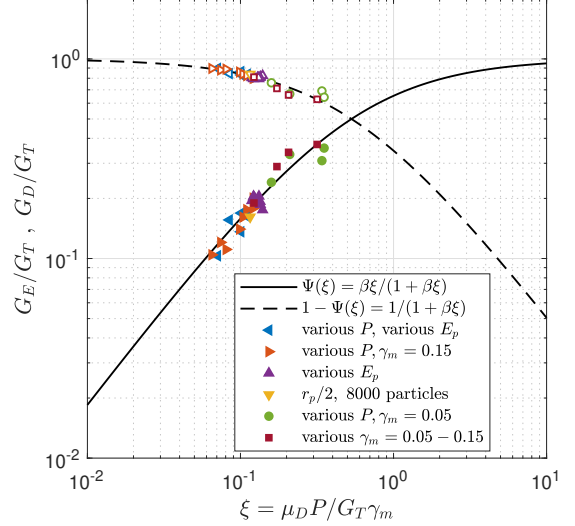 G_E/G_T , G_D/G_T
10^0
10^{-1}
10^{-2}
Ψ(ξ) = βξ/(1 + βξ)
1 − Ψ(ξ) = 1/(1 + βξ)
various P, various E_p
various P, γ_m = 0.15
various E_p
r_p/2, 8000 particles
various P, γ_m = 0.05
various γ_m = 0.05 − 0.15
10^{-2}
10^{-1}
10^0
10^1
ξ = μ_D P/G_T γ_m